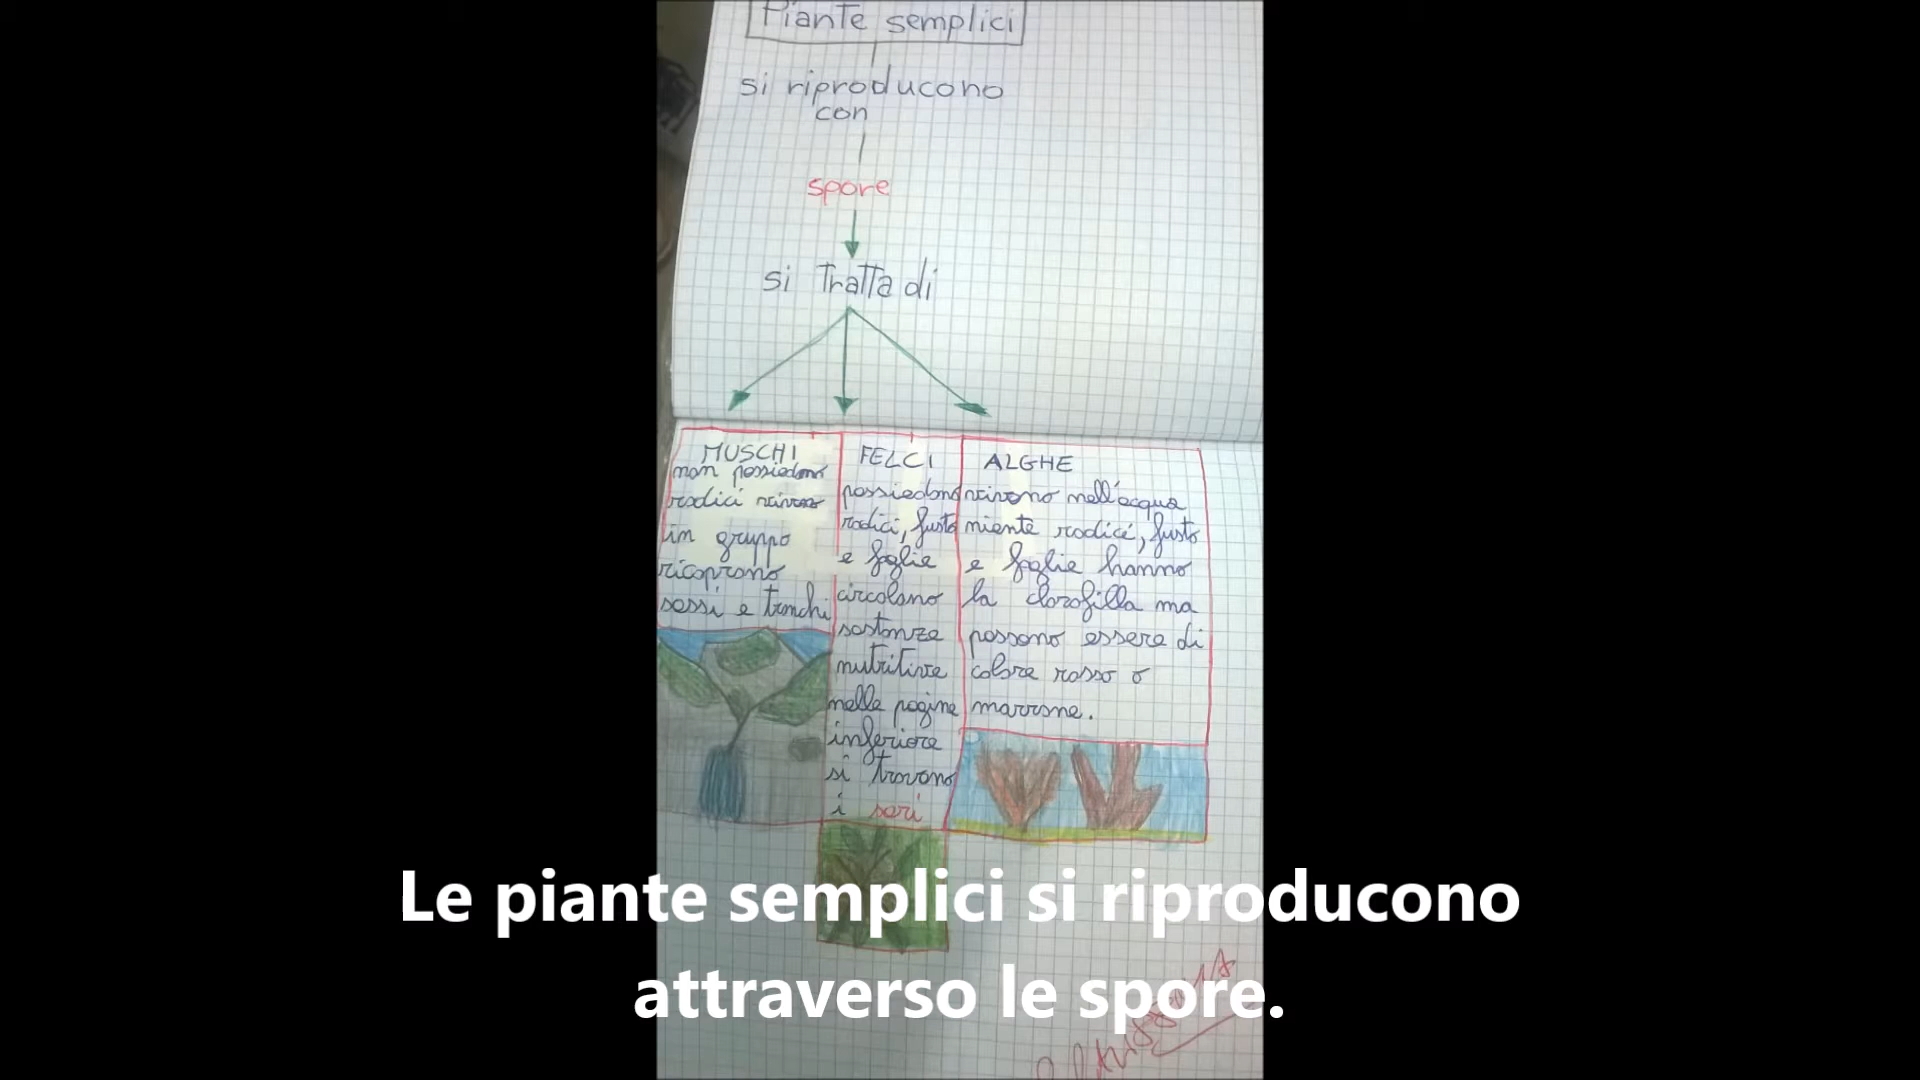 Piante semplici
si riproducono
con
spore
si tratta di
MUSCHI
non possiedono
radici vivono
in gruppo
ricoprono
sassi e tronchi
FELCI
possiedono
radici, fusto
e foglie
circolano
sostanze
nutritive
nelle pagine
inferiore
si trovano
i sori
ALGHE
vivono nell'acqua
niente radici, fusto
e foglie hanno
la clorofilla ma
possono essere di
colore rosso o
marrone.
Le piante semplici si riproducono
attraverso le spore.